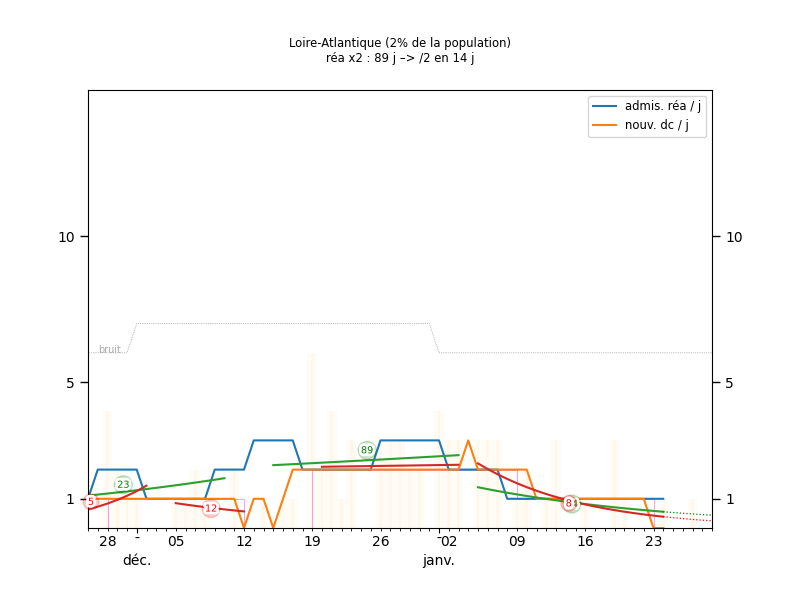 Loire-Atlantique (2% de la population)
réa x2 : 89 j –> /2 en 14 j
admis. réa / j
nouv. dc / j
10
10
bruit
5
5
89
23
5
12
8
1
1
28
05
12
19
26
02
09
16
23
déc.
janv.